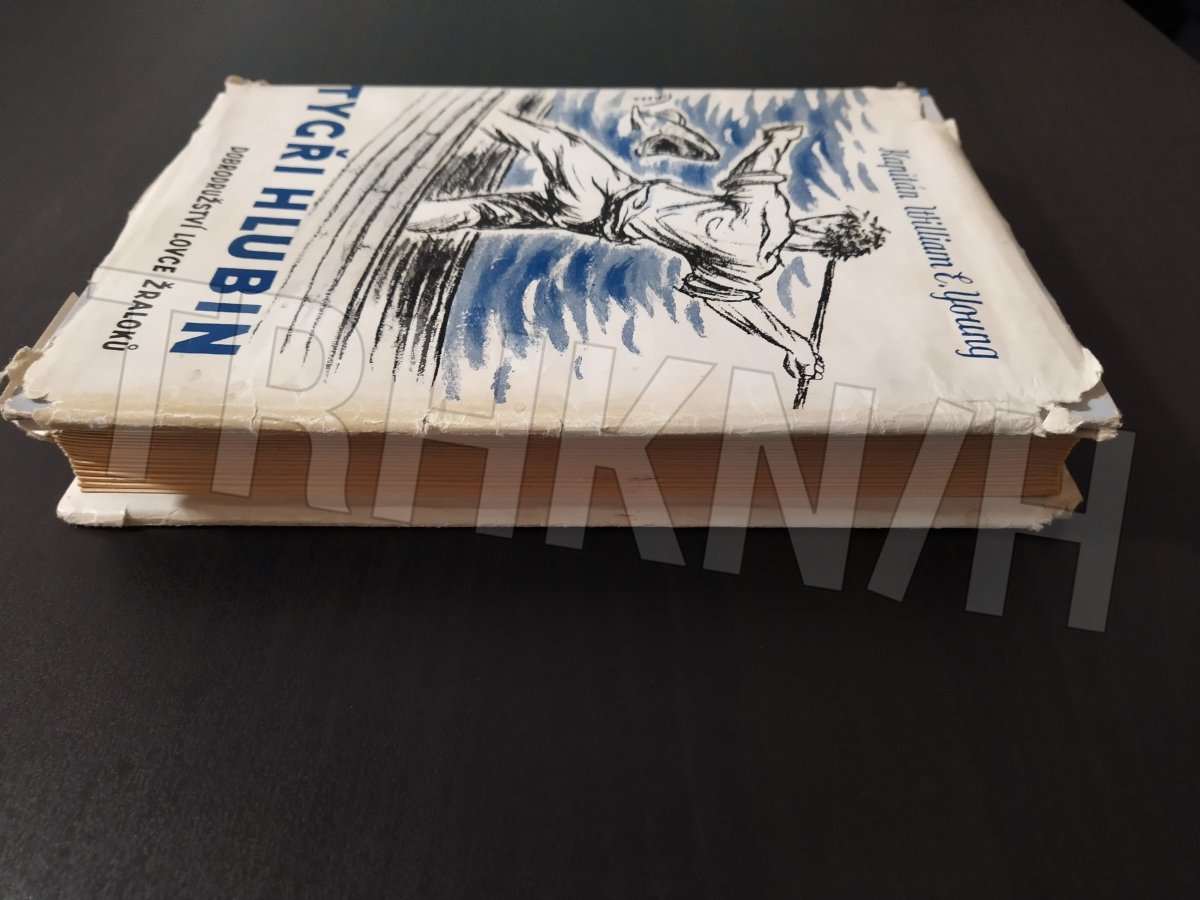 Kapitán William E. Young
TYGŘI HLUBIN
DOBRODRUŽSTVÍ LOVCE ŽRALOKŮ
TRHKNIH